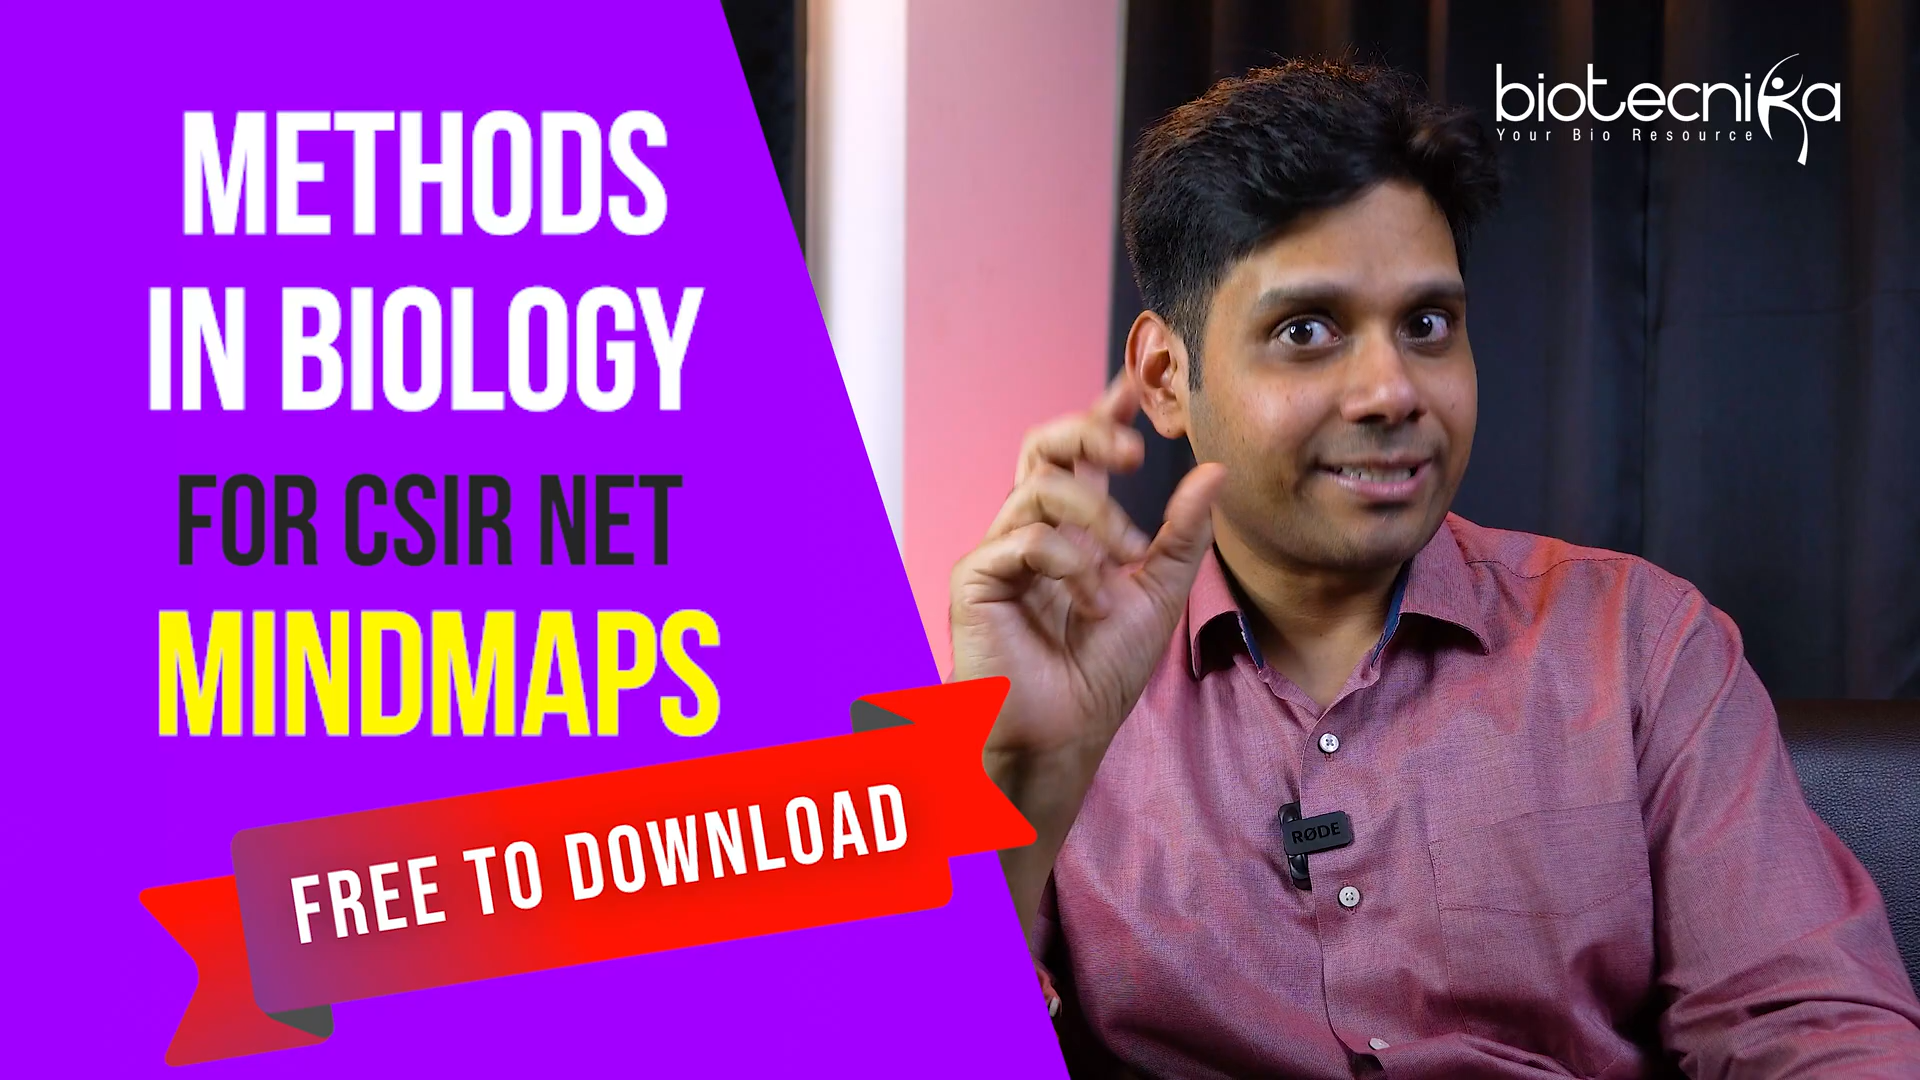 METHODS
IN BIOLOGY
FOR CSIR NET
MINDMAPS
FREE TO DOWNLOAD
biotecnika
Your Bio Resource
RØDE